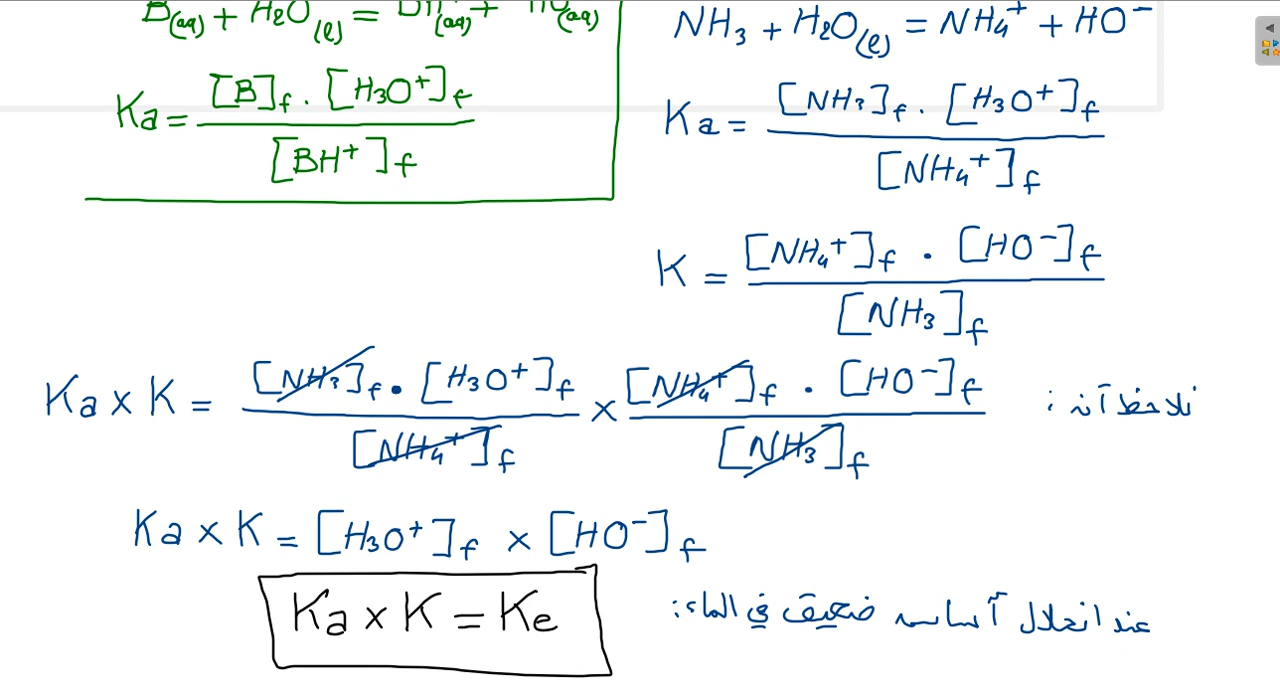 B(aq) + H2O(l) = BH+(aq) + HO-(aq)
NH3 + H2O(l) = NH4+ + HO-
Ka = [B]f . [H3O+]f / [BH+]f
Ka = [NH3]f . [H3O+]f / [NH4+]f
K = [NH4+]f . [HO-]f / [NH3]f
نلاحظ أنه :
Ka x K = [NH3]f . [H3O+]f / [NH4+]f x [NH4+]f . [HO-]f / [NH3]f
Ka x K = [H3O+]f x [HO-]f
عند انحلال أساس ضعيف في الماء :
Ka x K = Ke